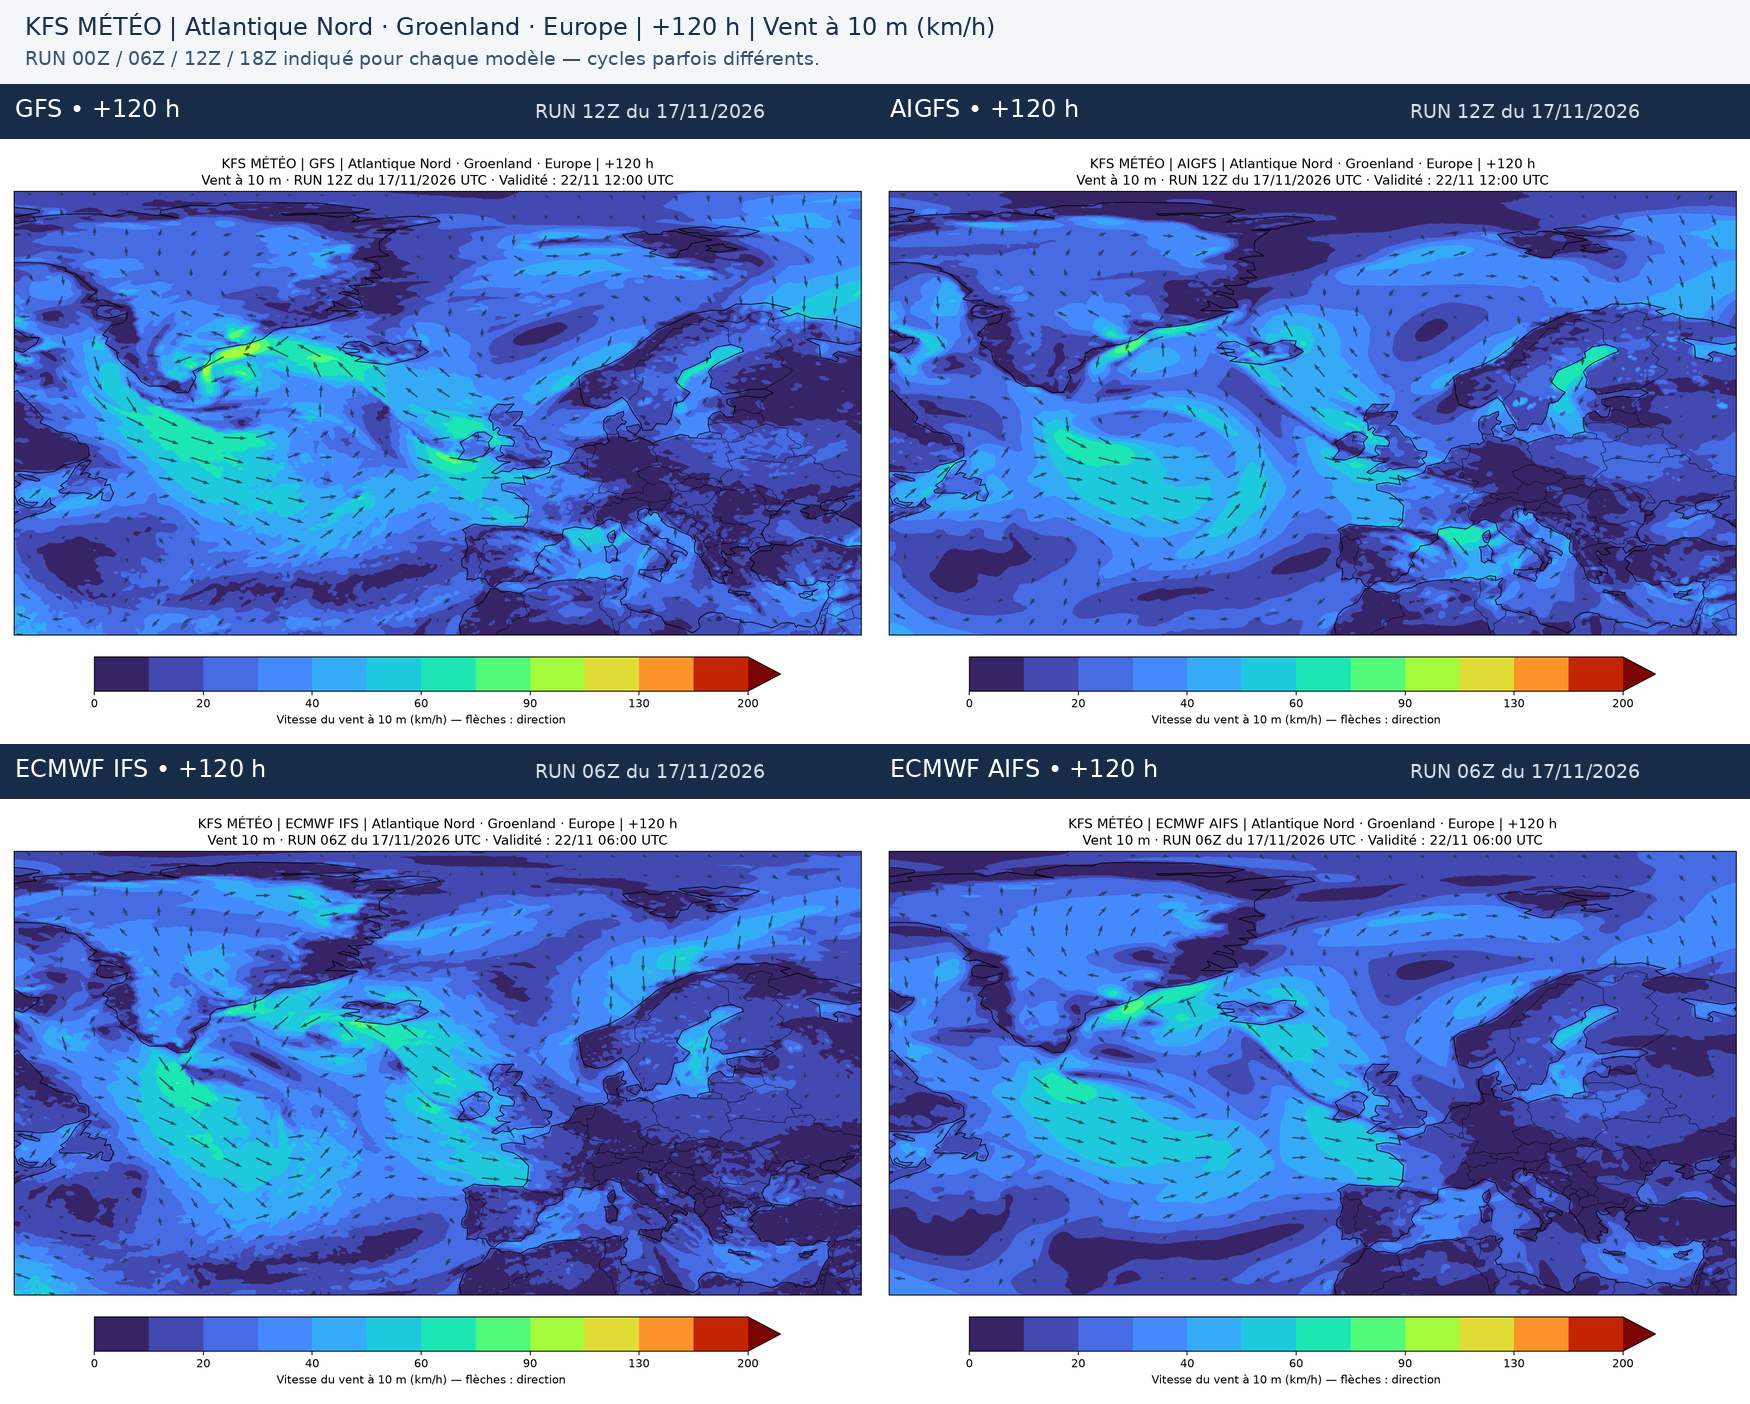 KFS MÉTÉO | Atlantique Nord · Groenland · Europe | +120 h | Vent à 10 m (km/h)
RUN 00Z / 06Z / 12Z / 18Z indiqué pour chaque modèle — cycles parfois différents.
GFS • +120 h
RUN 12Z du 17/11/2026
AIGFS • +120 h
RUN 12Z du 17/11/2026
KFS MÉTÉO | GFS | Atlantique Nord · Groenland · Europe | +120 h
Vent à 10 m · RUN 12Z du 17/11/2026 UTC · Validité : 22/11 12:00 UTC
KFS MÉTÉO | AIGFS | Atlantique Nord · Groenland · Europe | +120 h
Vent à 10 m · RUN 12Z du 17/11/2026 UTC · Validité : 22/11 12:00 UTC
0 20 40 60 90 130 200
Vitesse du vent à 10 m (km/h) — flèches : direction
0 20 40 60 90 130 200
Vitesse du vent à 10 m (km/h) — flèches : direction
ECMWF IFS • +120 h
RUN 06Z du 17/11/2026
ECMWF AIFS • +120 h
RUN 06Z du 17/11/2026
KFS MÉTÉO | ECMWF IFS | Atlantique Nord · Groenland · Europe | +120 h
Vent 10 m · RUN 06Z du 17/11/2026 UTC · Validité : 22/11 06:00 UTC
KFS MÉTÉO | ECMWF AIFS | Atlantique Nord · Groenland · Europe | +120 h
Vent 10 m · RUN 06Z du 17/11/2026 UTC · Validité : 22/11 06:00 UTC
0 20 40 60 90 130 200
Vitesse du vent à 10 m (km/h) — flèches : direction
0 20 40 60 90 130 200
Vitesse du vent à 10 m (km/h) — flèches : direction